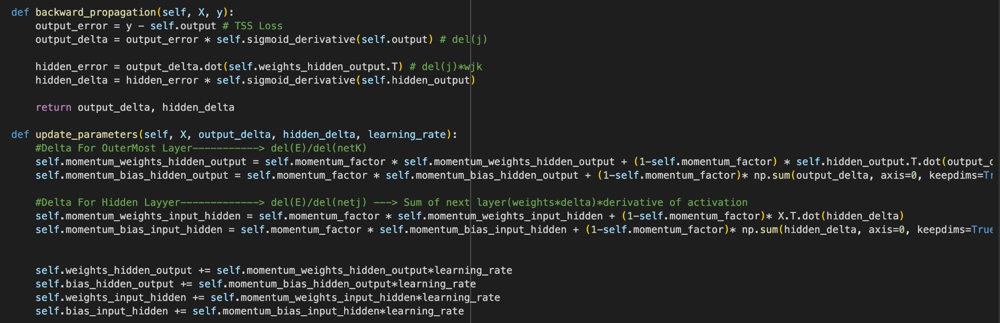 def backward_propagation(self, X, y):
    output_error = y - self.output # TSS Loss
    output_delta = output_error * self.sigmoid_derivative(self.output) # del(j)

    hidden_error = output_delta.dot(self.weights_hidden_output.T) # del(j)*wjk
    hidden_delta = hidden_error * self.sigmoid_derivative(self.hidden_output)

    return output_delta, hidden_delta

def update_parameters(self, X, output_delta, hidden_delta, learning_rate):
    #Delta For OuterMost Layer-----------> del(E)/del(netK)
    self.momentum_weights_hidden_output = self.momentum_factor * self.momentum_weights_hidden_output + (1-self.momentum_factor) * self.hidden_output.T.dot(output_
    self.momentum_bias_hidden_output = self.momentum_factor * self.momentum_bias_hidden_output + (1-self.momentum_factor)* np.sum(output_delta, axis=0, keepdims=Tr

    #Delta For Hidden Layyer-------------> del(E)/del(netj) ---> Sum of next layer(weights*delta)*derivative of activation
    self.momentum_weights_input_hidden = self.momentum_factor * self.momentum_weights_input_hidden + (1-self.momentum_factor)* X.T.dot(hidden_delta)
    self.momentum_bias_input_hidden = self.momentum_factor * self.momentum_bias_input_hidden + (1-self.momentum_factor)* np.sum(hidden_delta, axis=0, keepdims=True

    self.weights_hidden_output += self.momentum_weights_hidden_output*learning_rate
    self.bias_hidden_output += self.momentum_bias_hidden_output*learning_rate
    self.weights_input_hidden += self.momentum_weights_input_hidden*learning_rate
    self.bias_input_hidden += self.momentum_bias_input_hidden*learning_rate